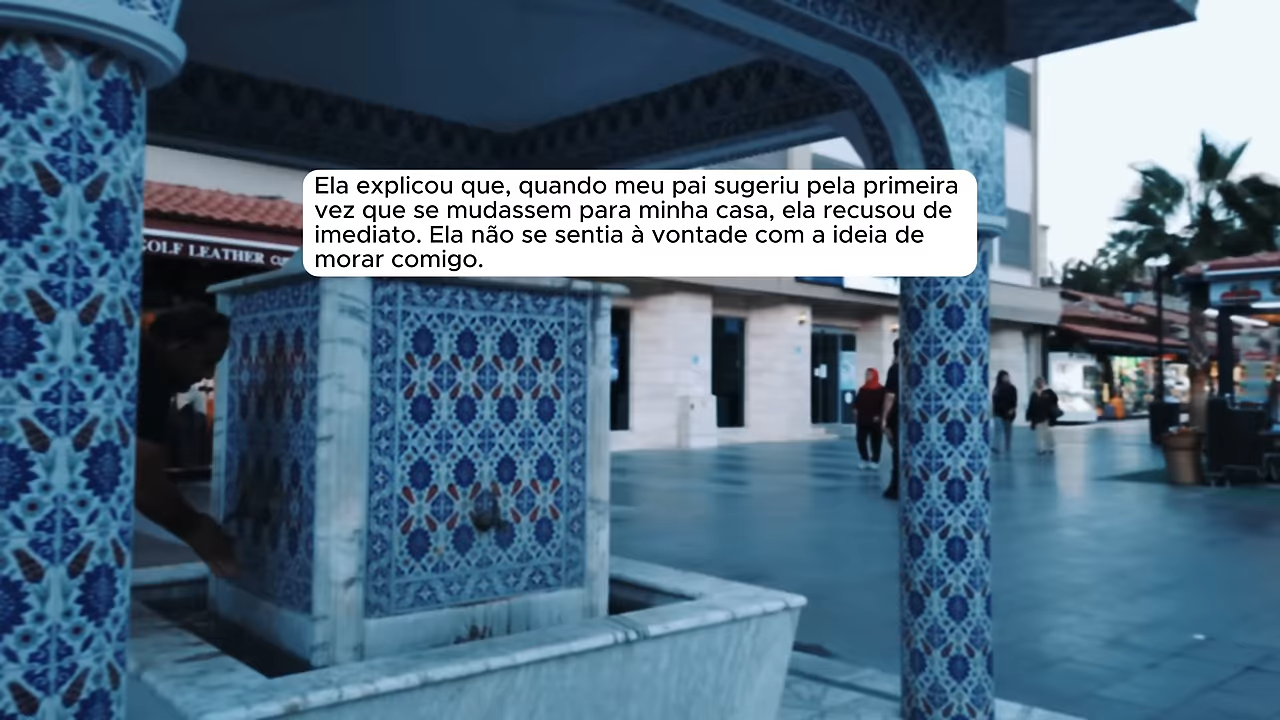 Ela explicou que, quando meu pai sugeriu pela primeira
vez que se mudassem para minha casa, ela recusou de
imediato. Ela não se sentia à vontade com a ideia de
morar comigo.
GOLF LEATHER